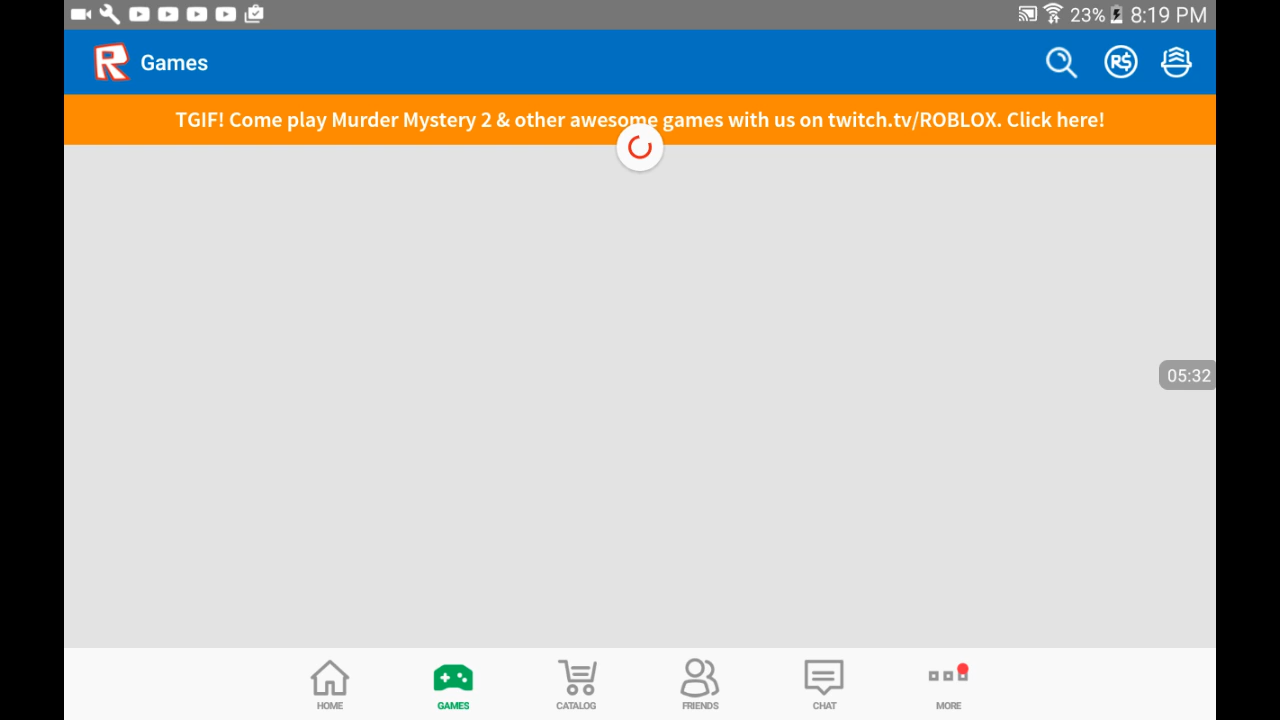 23% 8:19 PM
R Games R$
TGIF! Come play Murder Mystery 2 & other awesome games with us on twitch.tv/ROBLOX. Click here!
05:32
HOME GAMES CATALOG FRIENDS CHAT MORE